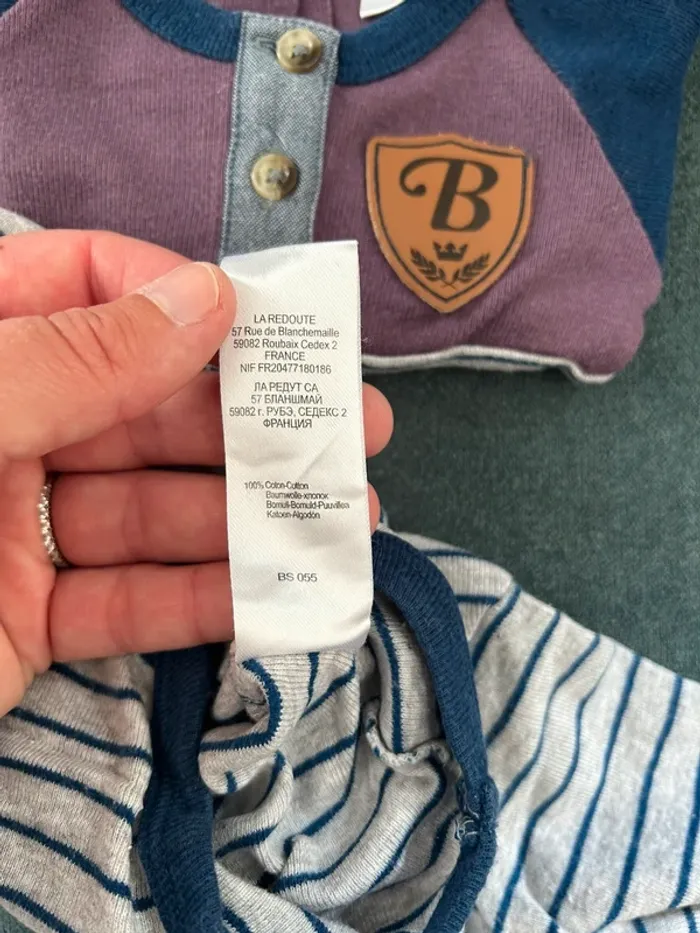 B
LA REDOUTE
57 Rue de Blanchemaille
59082 Roubaix Cedex 2
FRANCE
NIF FR20477180186
ЛА РЕДУТ СА
57 БЛАНШМАЙ
59082 г. РУБЭ, СЕДЕКС 2
ФРАНЦИЯ
100% Coton-Cotton
Baumwolle-хлопок
Bomull-Bomuld-Puuvillaa
Katoen-Algodón
BS 055